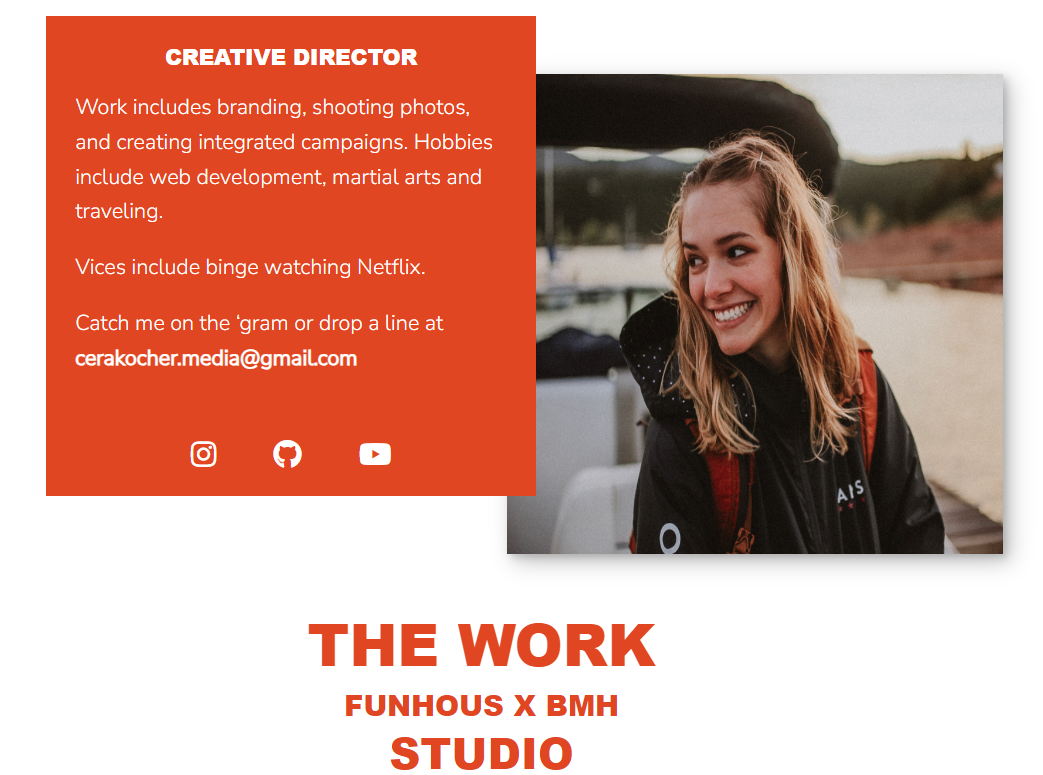 CREATIVE DIRECTOR
Work includes branding, shooting photos,
and creating integrated campaigns. Hobbies
include web development, martial arts and
traveling.
Vices include binge watching Netflix.
Catch me on the ‘gram or drop a line at
cerakocher.media@gmail.com
AIS
THE WORK
FUNHOUS X BMH
STUDIO